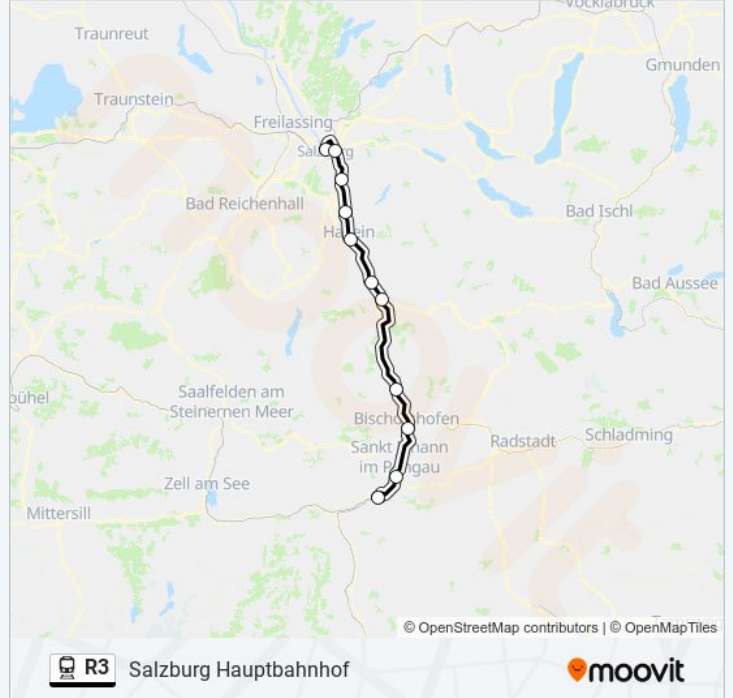 Vöcklabruck
Traunreut
Gmunden
Traunstein
Freilassing
Salzburg
Bad Reichenhall
Bad Ischl
Hallein
Bad Aussee
Saalfelden am
Steinernen Meer
Bischofshofen
Sankt Johann
im Pongau
Radstadt
Schladming
Zell am See
Mittersill
© OpenStreetMap contributors | © OpenMapTiles
R3
Salzburg Hauptbahnhof
moovit